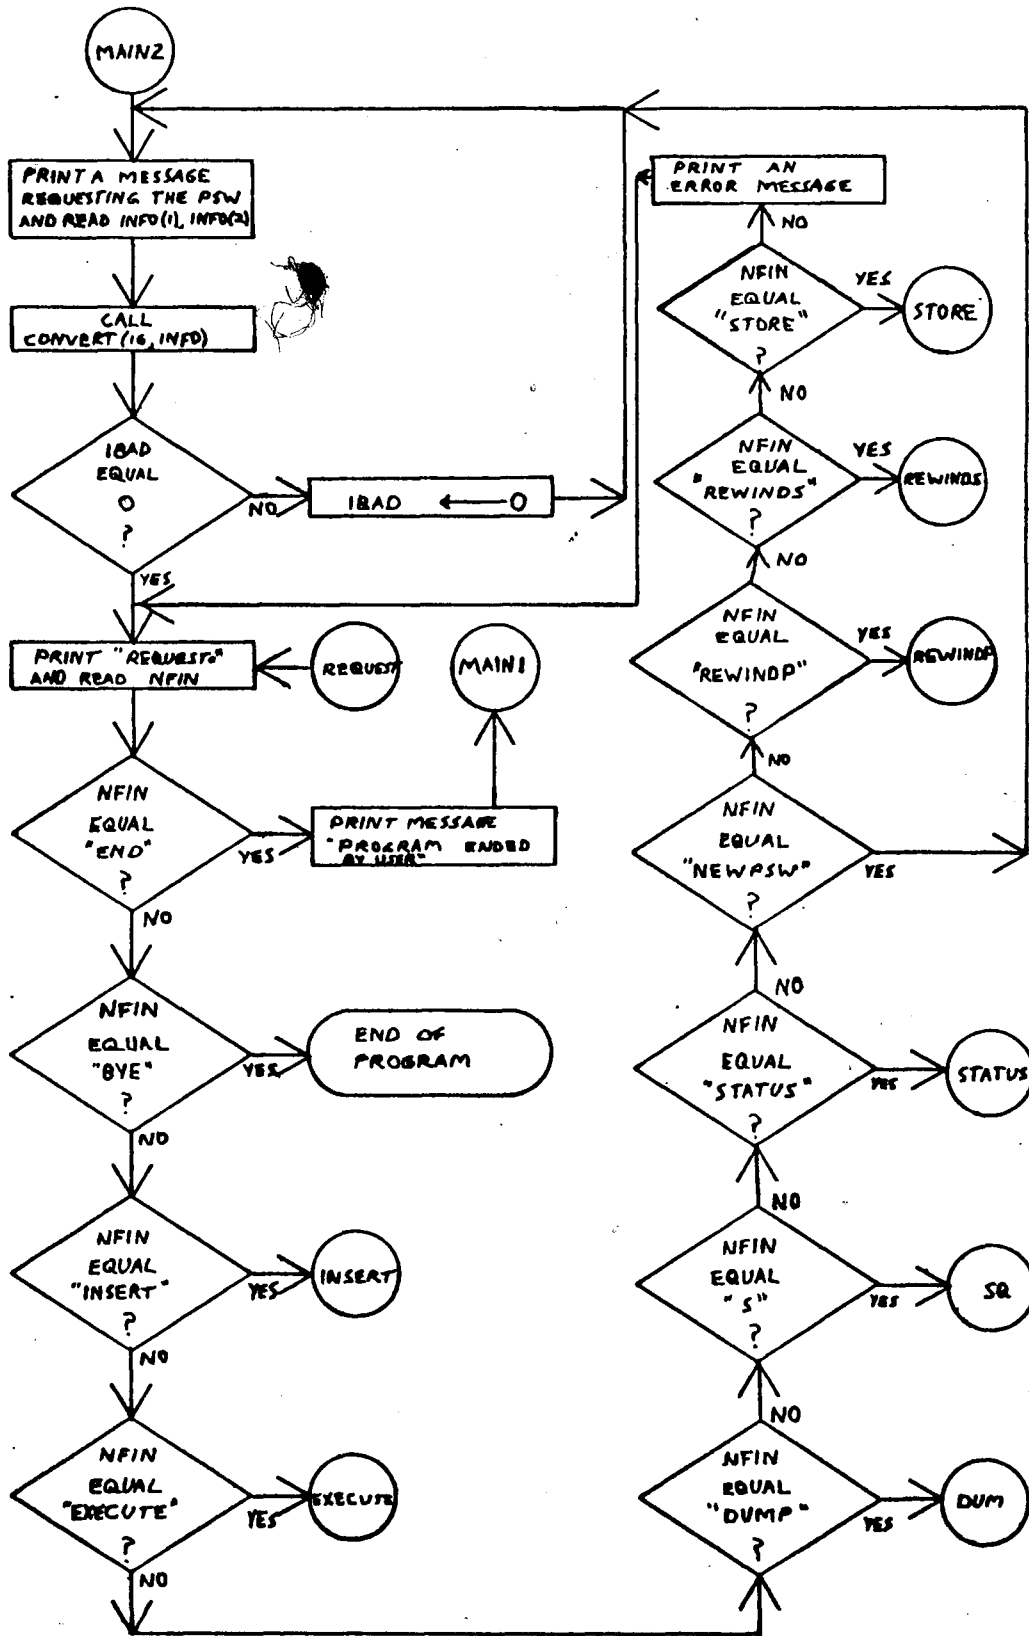 MAIN2
PRINT A MESSAGE
REQUESTING THE PSW
AND READ INFO(1), INFO(2)
CALL
CONVERT(16, INFO)
IBAD
EQUAL
0
?
NO
IBAD ← 0
YES
PRINT "REQUEST:"
AND READ NFIN
REQUEST
MAIN1
NFIN
EQUAL
"END"
?
YES
PRINT MESSAGE
"PROGRAM ENDED
BY USER"
NO
NFIN
EQUAL
"BYE"
?
YES
END OF
PROGRAM
NO
NFIN
EQUAL
"INSERT"
?
YES
INSERT
NO
NFIN
EQUAL
"EXECUTE"
?
YES
EXECUTE
NO
PRINT AN
ERROR MESSAGE
NO
NFIN
EQUAL
"STORE"
?
YES
STORE
NO
NFIN
EQUAL
"REWINDS"
?
YES
REWINDS
NO
NFIN
EQUAL
"REWINDP
?
YES
REWINDP
NO
NFIN
EQUAL
"NEWPSW"
?
YES
NO
NFIN
EQUAL
"STATUS"
?
YES
STATUS
NO
NFIN
EQUAL
"S"
?
YES
SQ
NO
NFIN
EQUAL
"DUMP"
?
YES
DUM